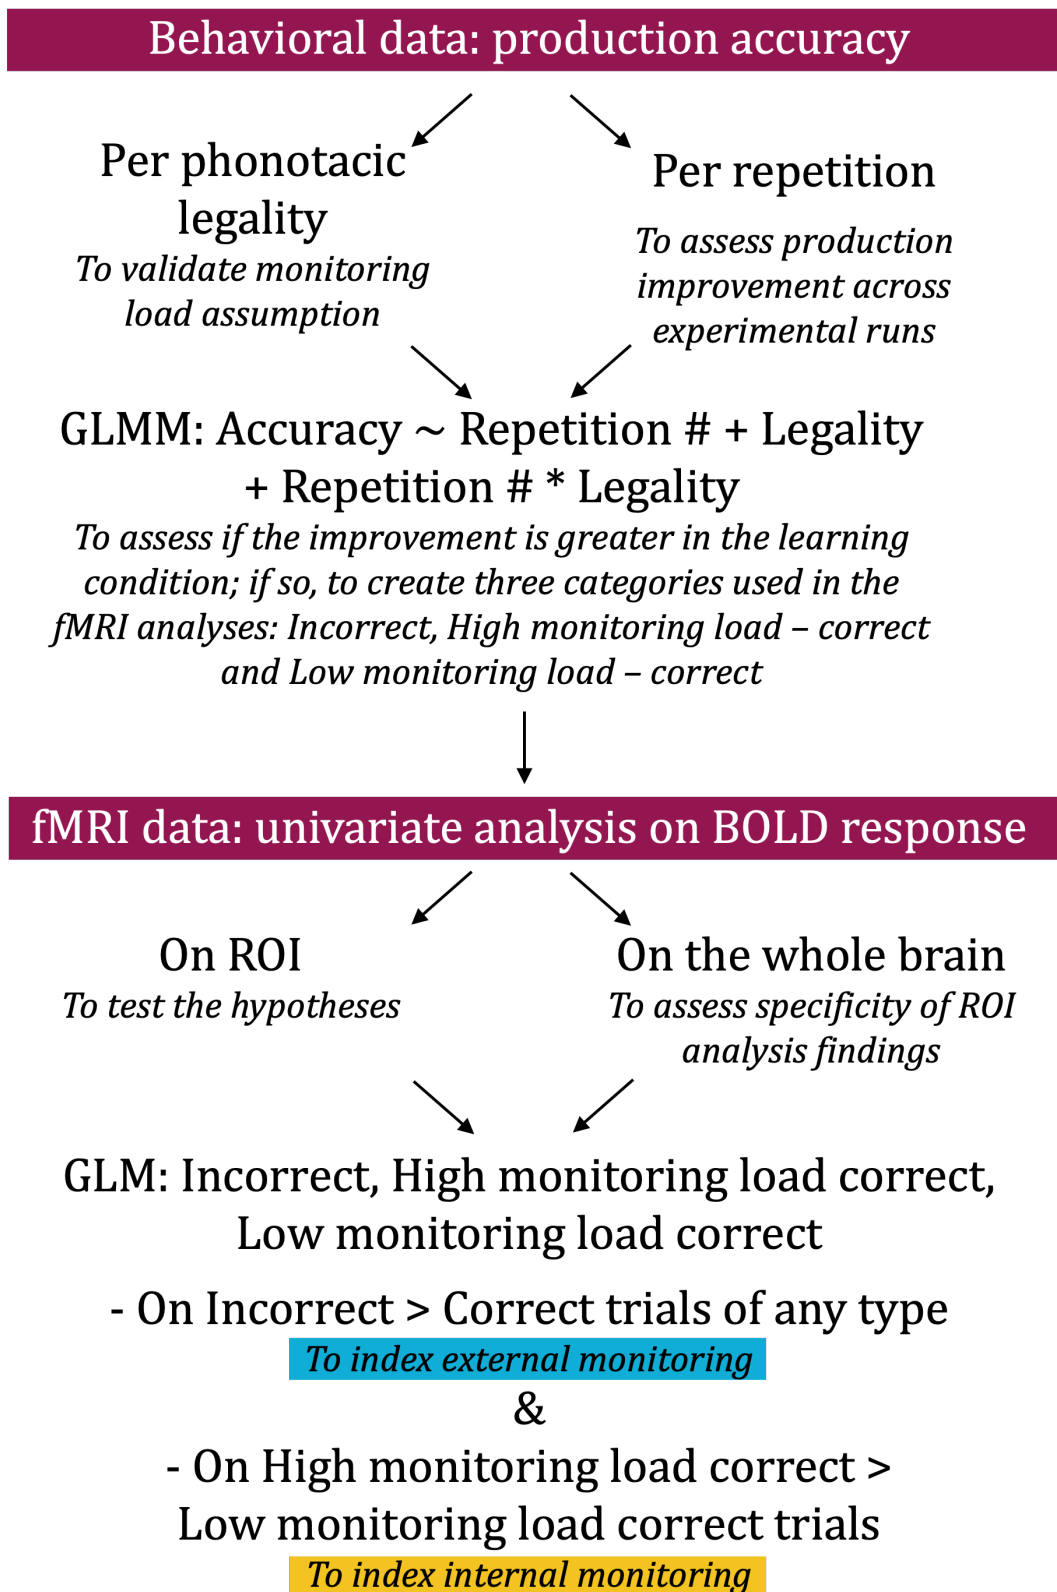 Behavioral data: production accuracy
Per phonotacic
legality
To validate monitoring
load assumption
Per repetition
To assess production
improvement across
experimental runs
GLMM: Accuracy ~ Repetition # + Legality
+ Repetition # * Legality
To assess if the improvement is greater in the learning
condition; if so, to create three categories used in the
fMRI analyses: Incorrect, High monitoring load – correct
and Low monitoring load – correct
fMRI data: univariate analysis on BOLD response
On ROI
To test the hypotheses
On the whole brain
To assess specificity of ROI
analysis findings
GLM: Incorrect, High monitoring load correct,
Low monitoring load correct
- On Incorrect > Correct trials of any type
To index external monitoring
&
- On High monitoring load correct >
Low monitoring load correct trials
To index internal monitoring